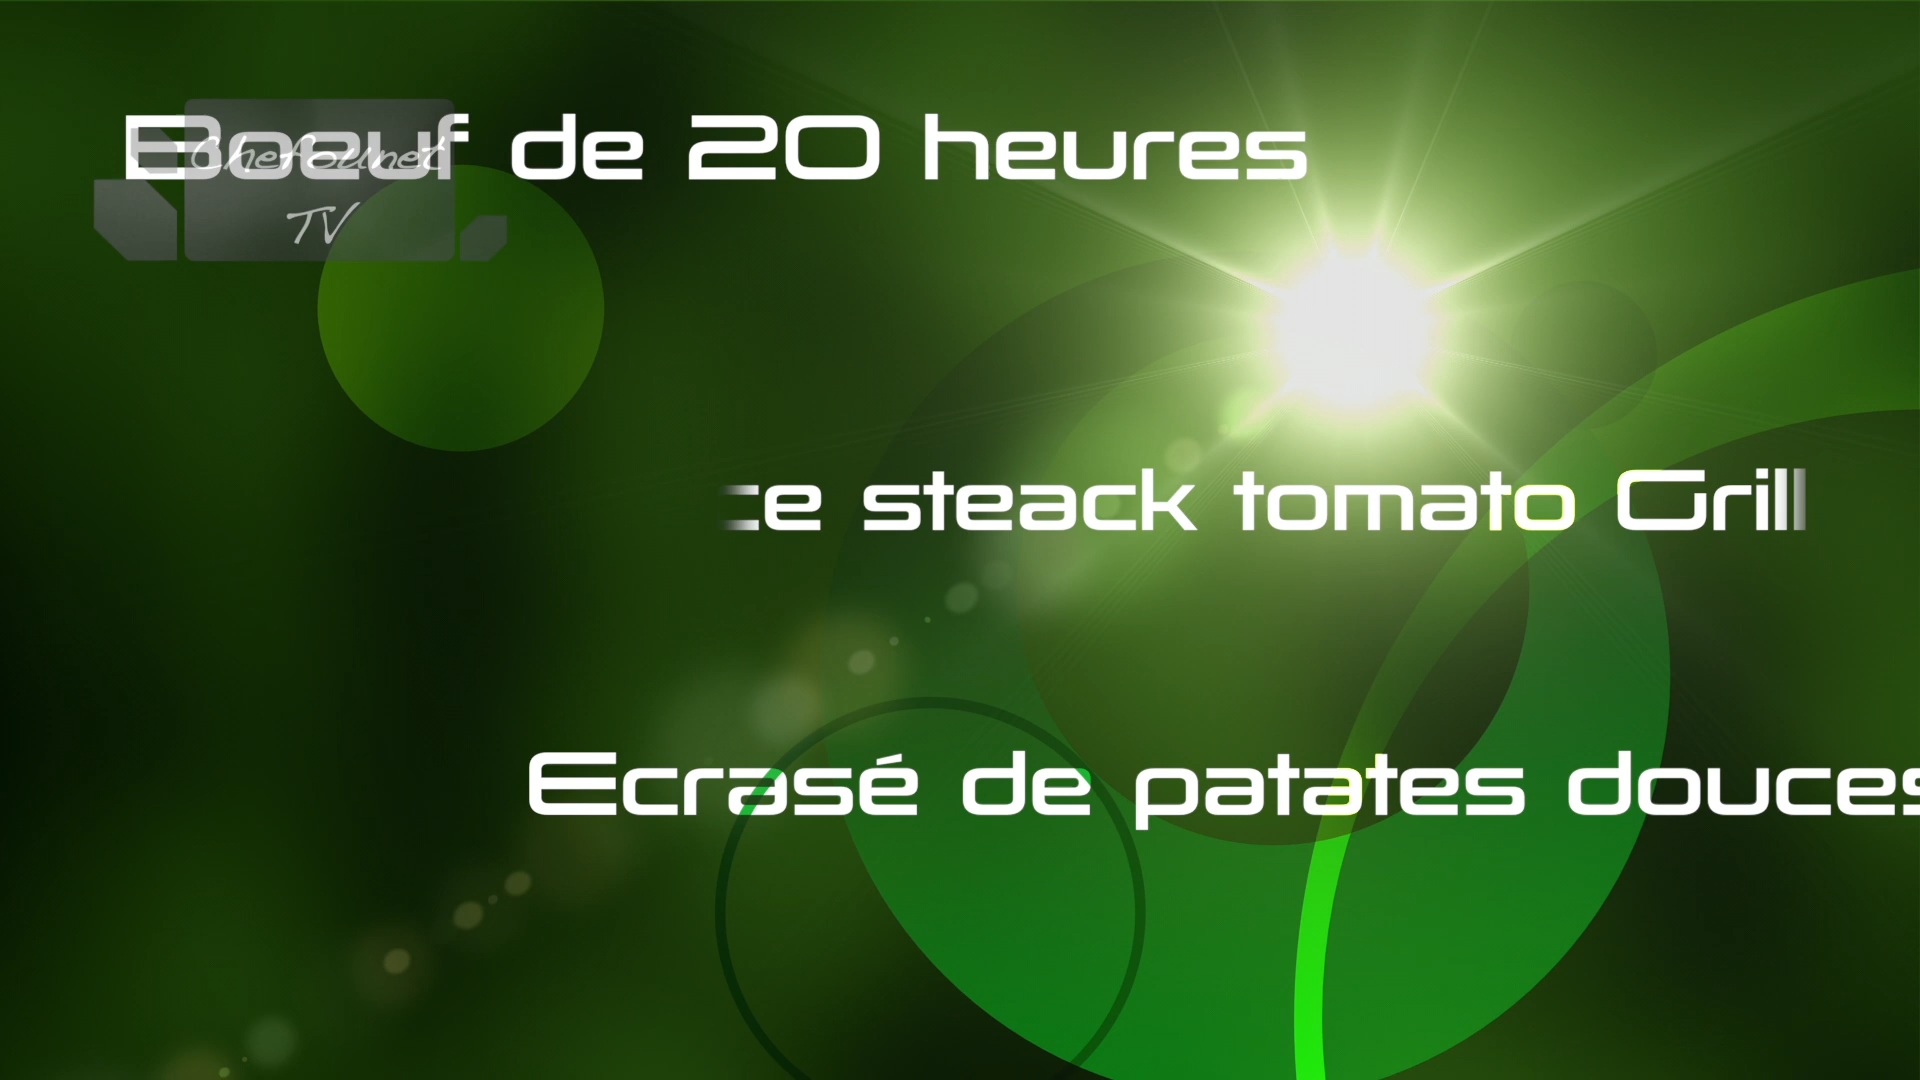 Boeuf de 20 heures
Chefounet
TV
steack tomato Grill
Ecrasé de patates douces